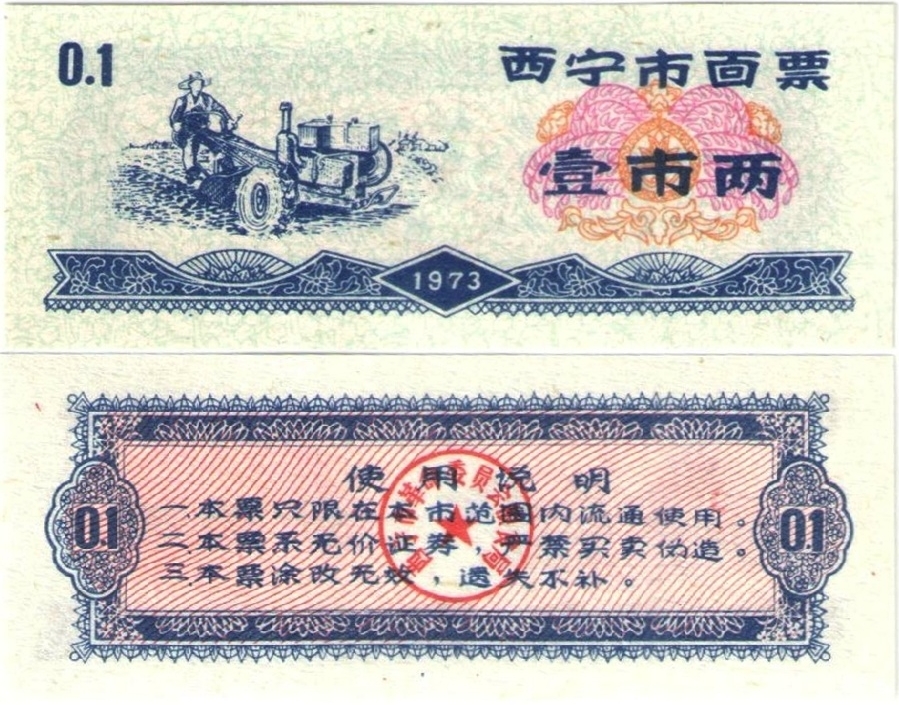 0.1
西宁市面票
壹市两
1973
使用说明
一.本票只限在本市范围内流通使用。
二.本票系无价证券，严禁买卖伪造。
三.本票涂改无效，遗失不补。
0.1
0.1